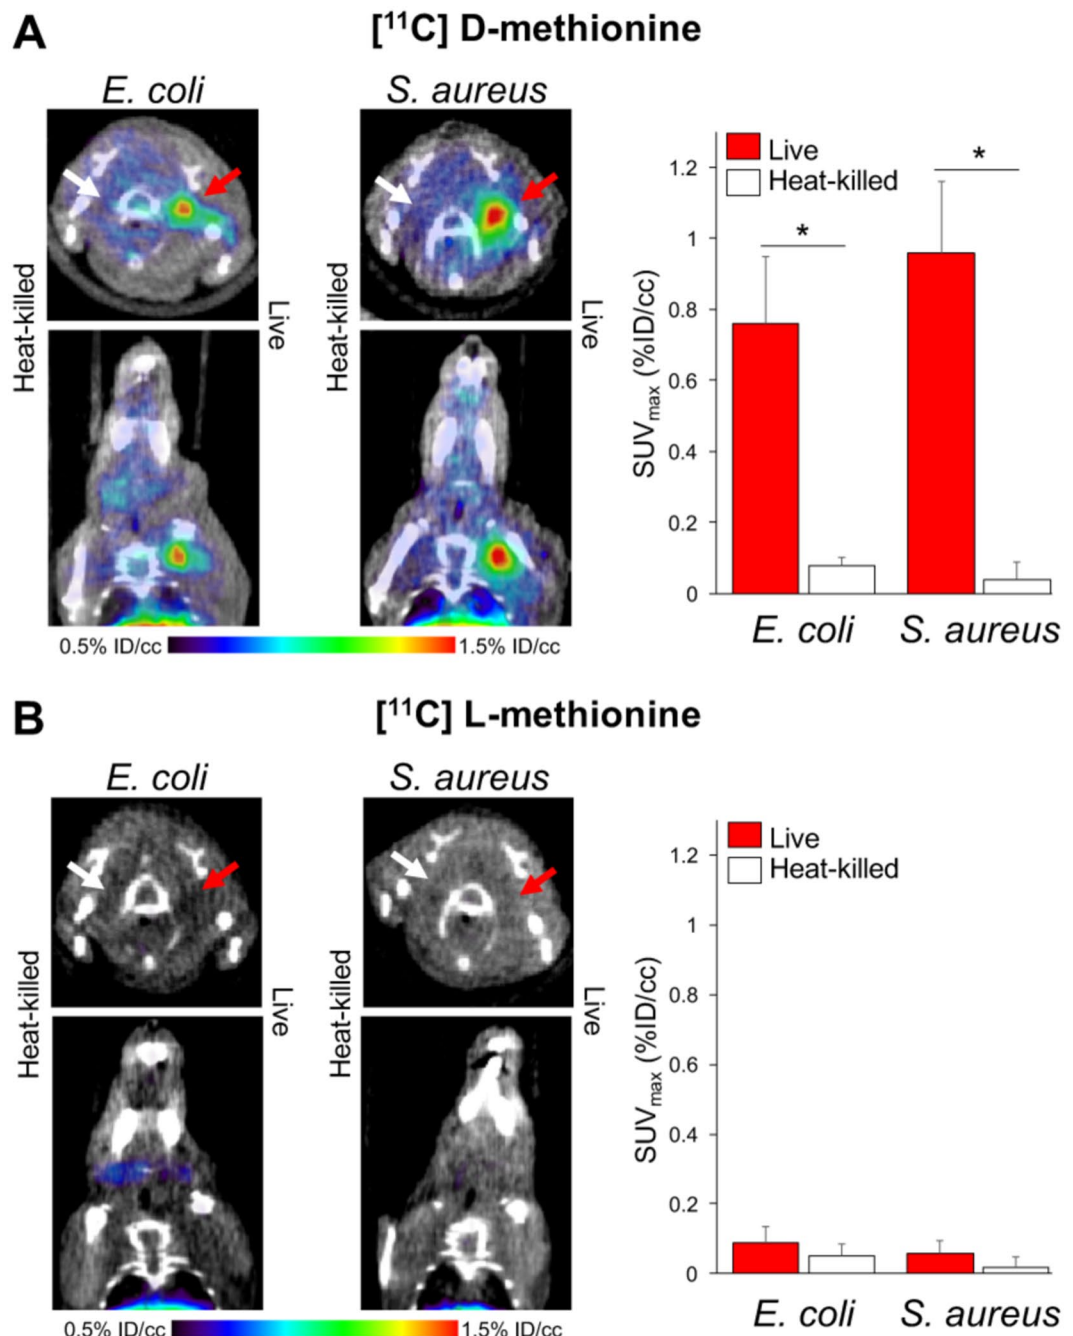 A
[¹¹C] D-methionine
E. coli
S. aureus
Heat-killed
Live
Heat-killed
Live
0.5% ID/cc
1.5% ID/cc
Live
Heat-killed
*
*
SUVmax (%ID/cc)
1.2
1
0.8
0.6
0.4
0.2
0
E. coli
S. aureus
B
[¹¹C] L-methionine
E. coli
S. aureus
Heat-killed
Live
Heat-killed
Live
0.5% ID/cc
1.5% ID/cc
Live
Heat-killed
SUVmax (%ID/cc)
1.2
1
0.8
0.6
0.4
0.2
0
E. coli
S. aureus